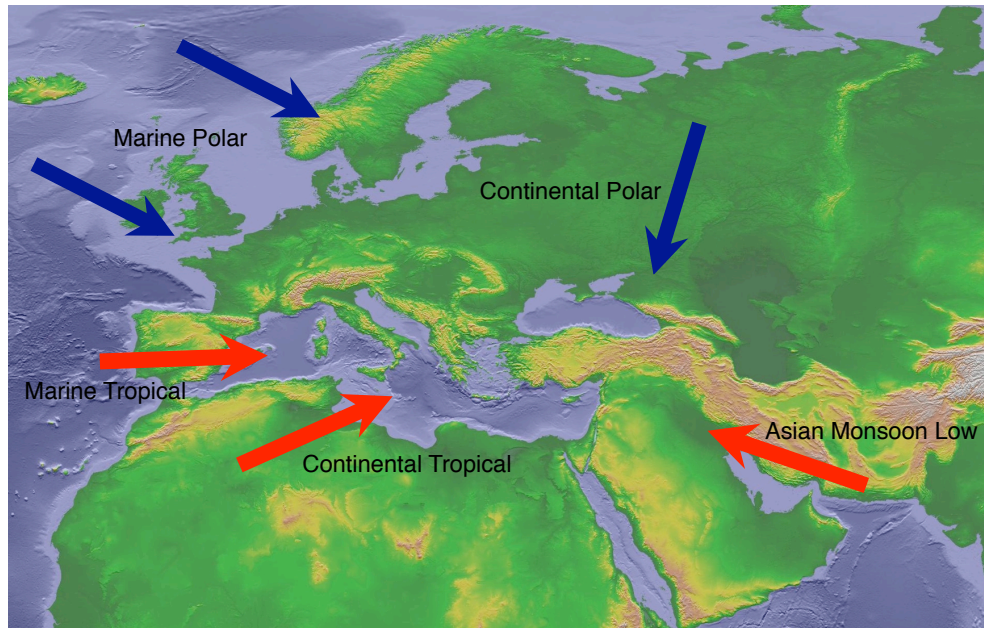 Marine Polar
Continental Polar
Marine Tropical
Asian Monsoon Low
Continental Tropical